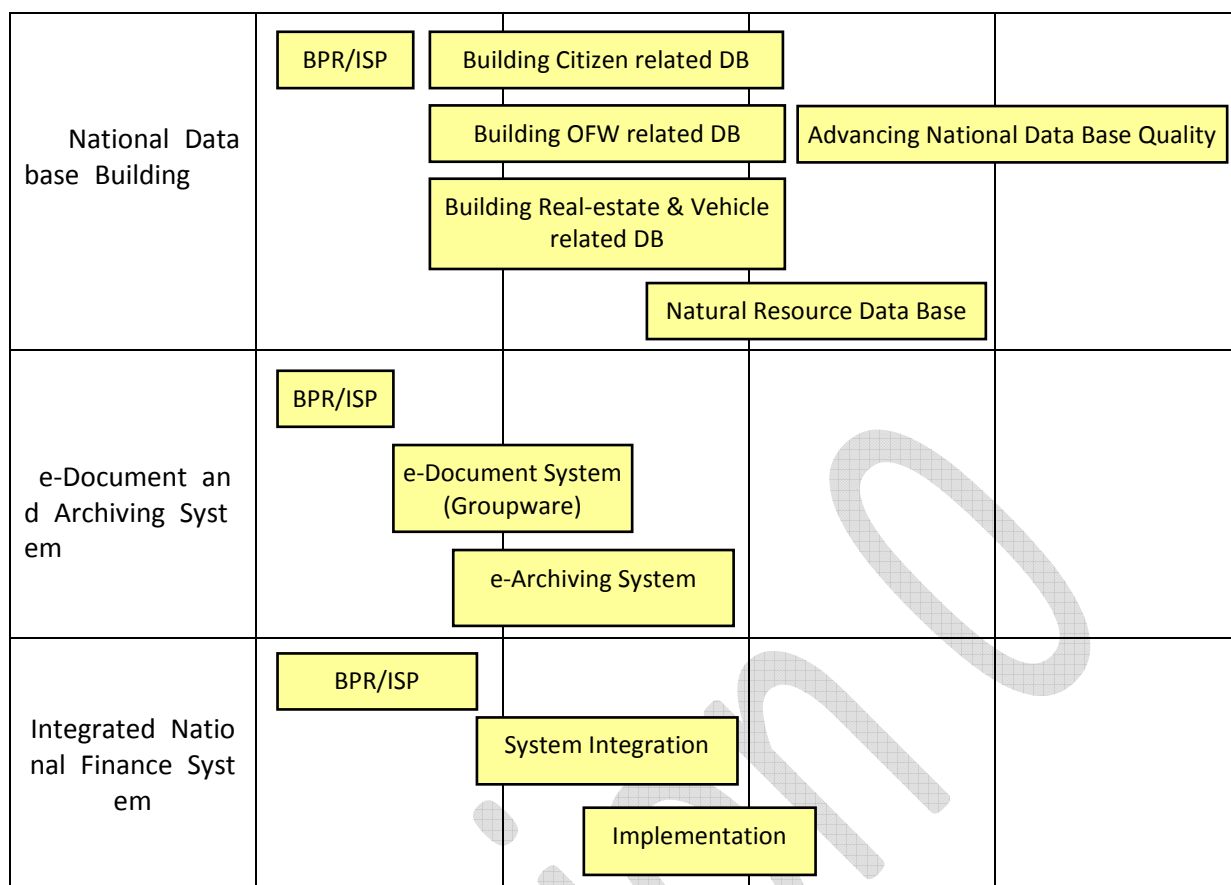 National Data
base Building
BPR/ISP
Building Citizen related DB
Building OFW related DB
Advancing National Data Base Quality
Building Real-estate & Vehicle
related DB
Natural Resource Data Base
e-Document an
d Archiving Syst
em
BPR/ISP
e-Document System
(Groupware)
e-Archiving System
Integrated Natio
nal Finance Syst
em
BPR/ISP
System Integration
Implementation